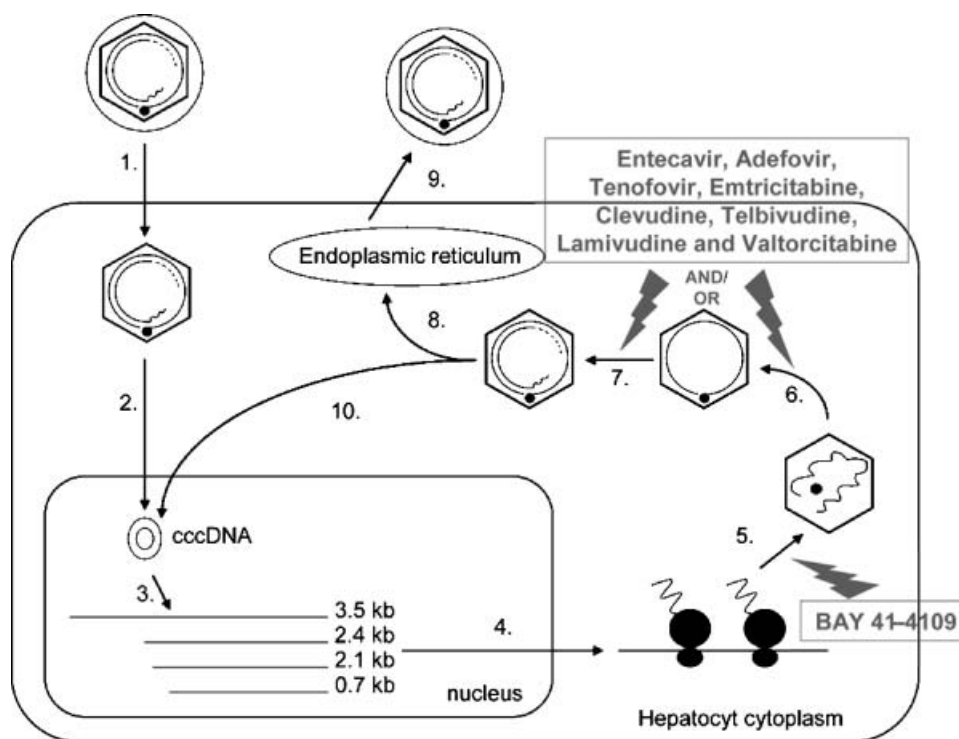 1.
9.
Entecavir, Adefovir,
Tenofovir, Emtricitabine,
Clevudine, Telbivudine,
Lamivudine and Valtorcitabine
Endoplasmic reticulum
AND/
OR
8.
7.
6.
2.
10.
5.
cccDNA
3.
3.5 kb
2.4 kb
2.1 kb
0.7 kb
4.
BAY 41–4109
nucleus
Hepatocyt cytoplasm